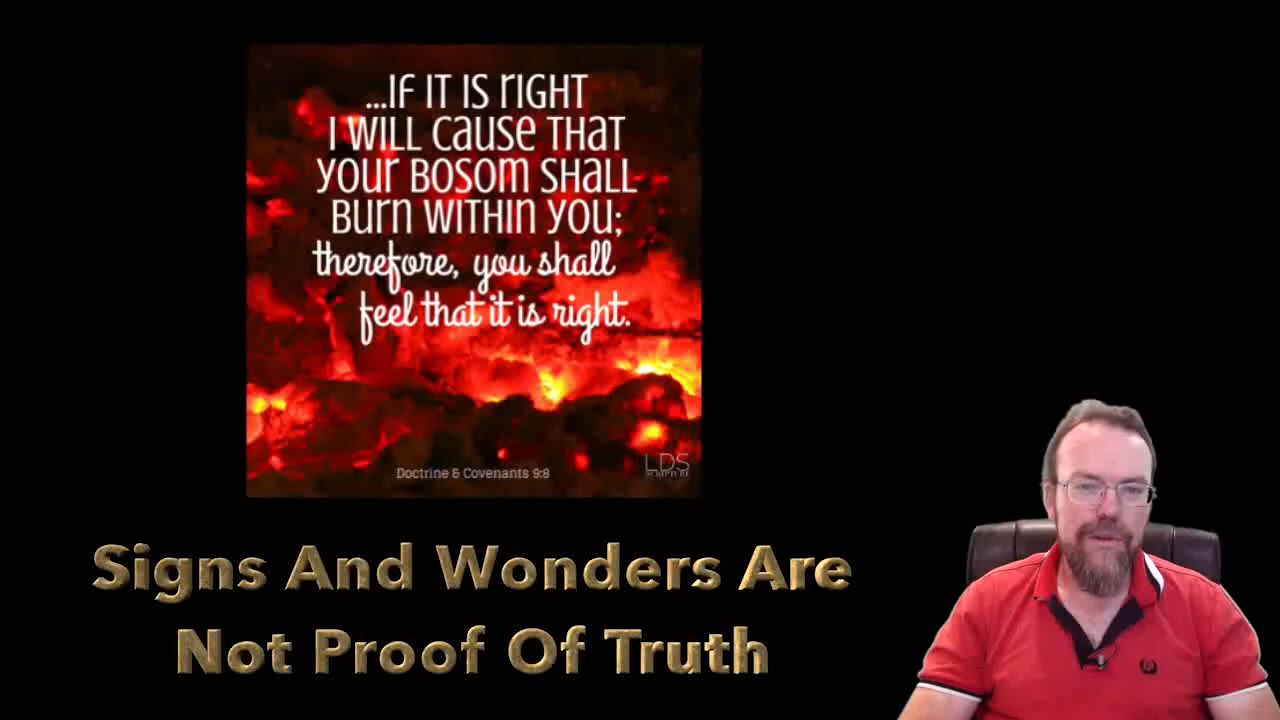 ...If it is right
I will cause that
your bosom shall
burn within you;
therefore, you shall
feel that it is right.
Doctrine & Covenants 9:8
LDS
Signs And Wonders Are
Not Proof Of Truth